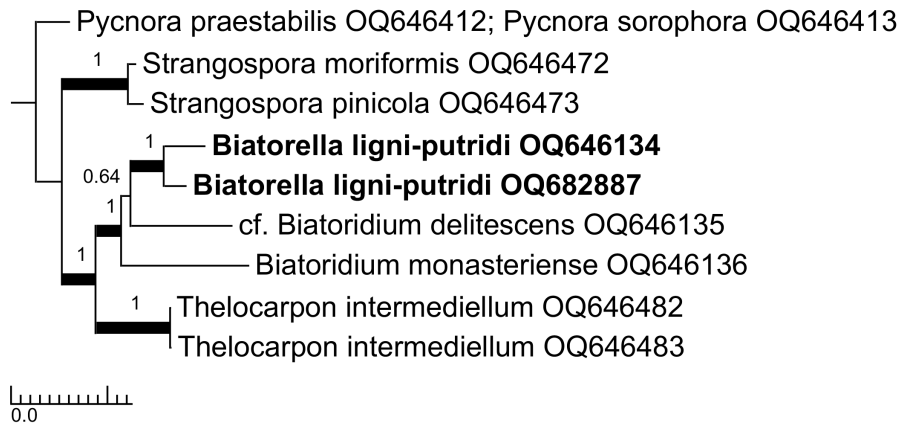 Pycnora praestabilis OQ646412; Pycnora sorophora OQ646413
1
Strangospora moriformis OQ646472
Strangospora pinicola OQ646473
1
Biatorella ligni-putridi OQ646134
0.64
Biatorella ligni-putridi OQ682887
1
cf. Biatoridium delitescens OQ646135
1
Biatoridium monasteriense OQ646136
1
Thelocarpon intermediellum OQ646482
Thelocarpon intermediellum OQ646483
0.0